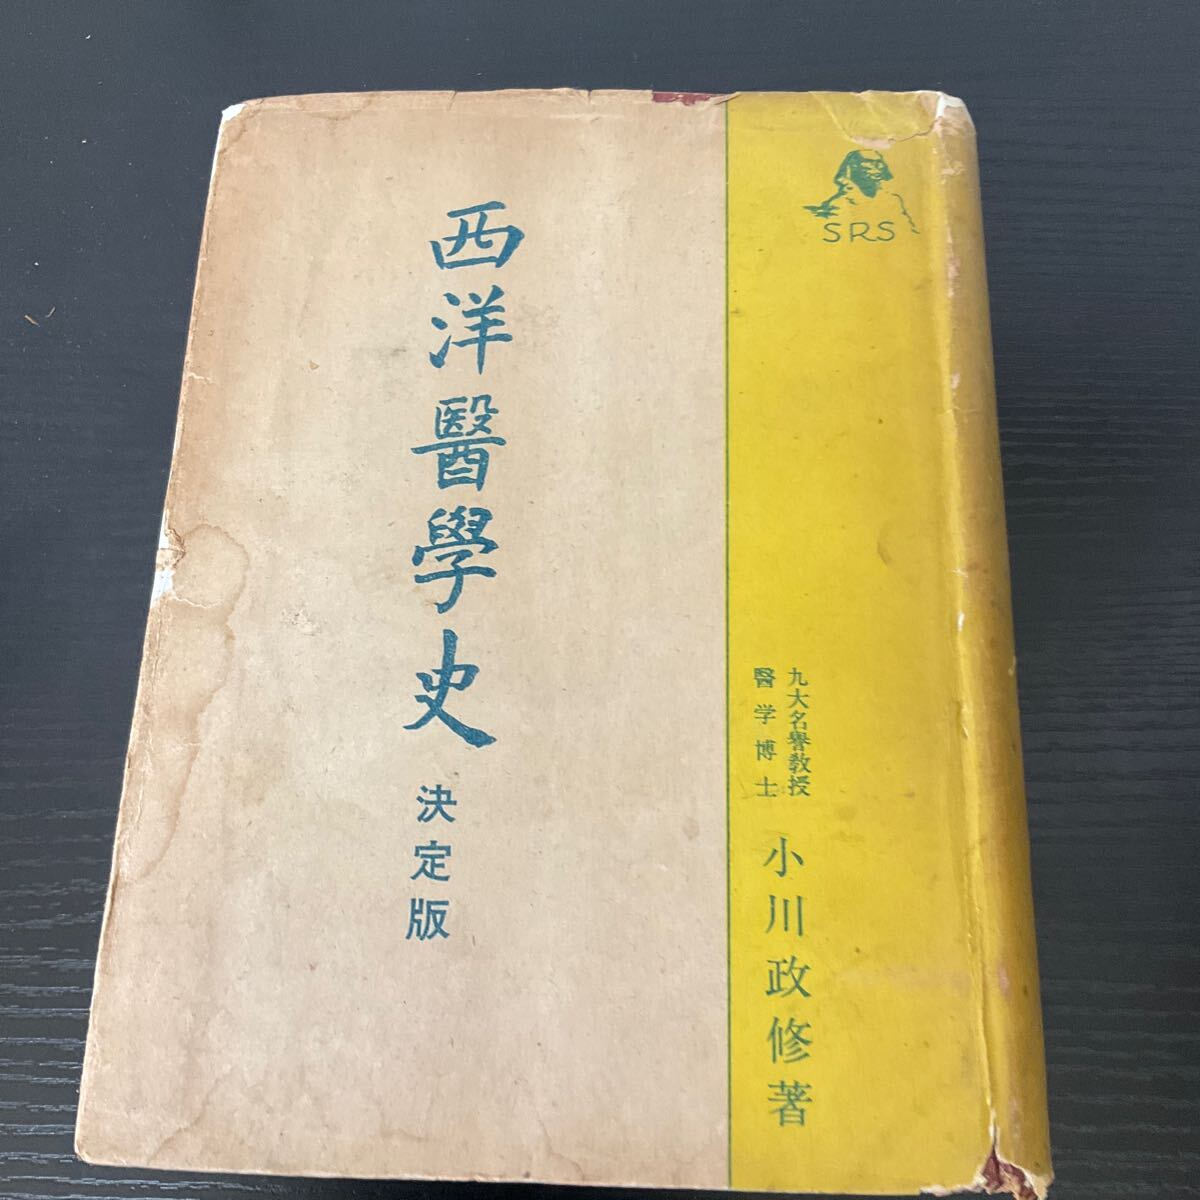 SRS
九大名譽教授
醫学博士
小川政修著
西洋醫學史
決定版